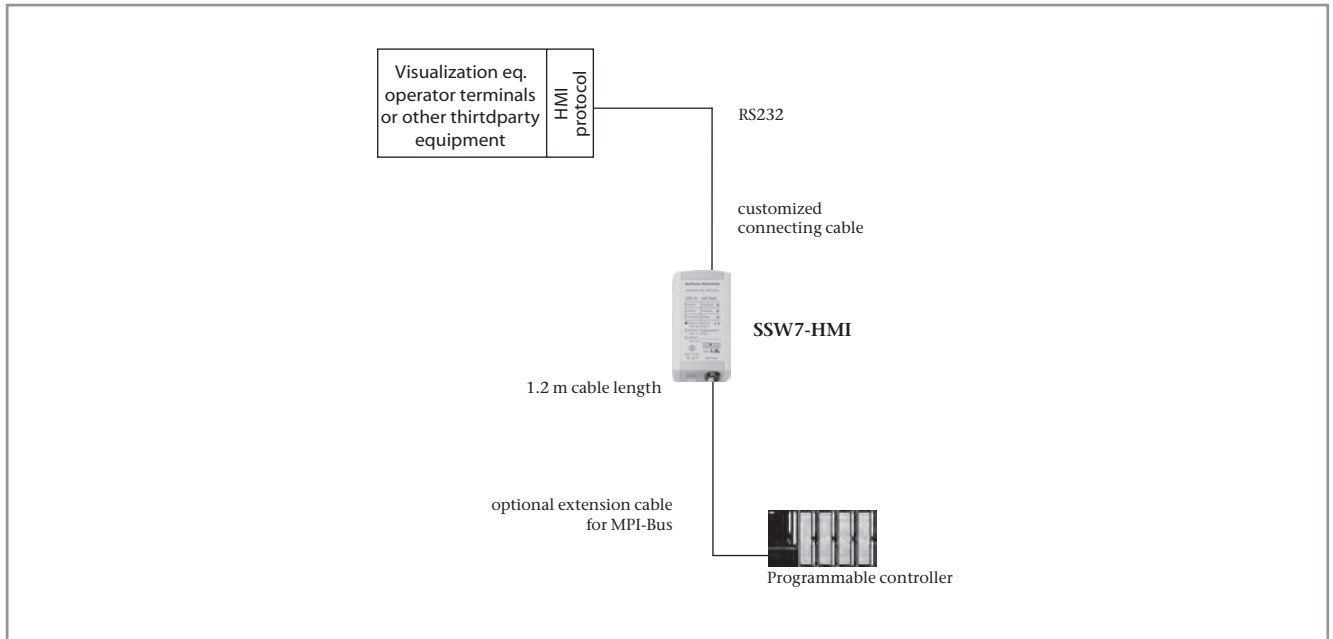 Visualization eq.
operator terminals
or other thirtdparty
equipment
HMI
protocol
RS232
customized
connecting cable
SSW7-HMI
1.2 m cable length
optional extension cable
for MPI-Bus
Programmable controller